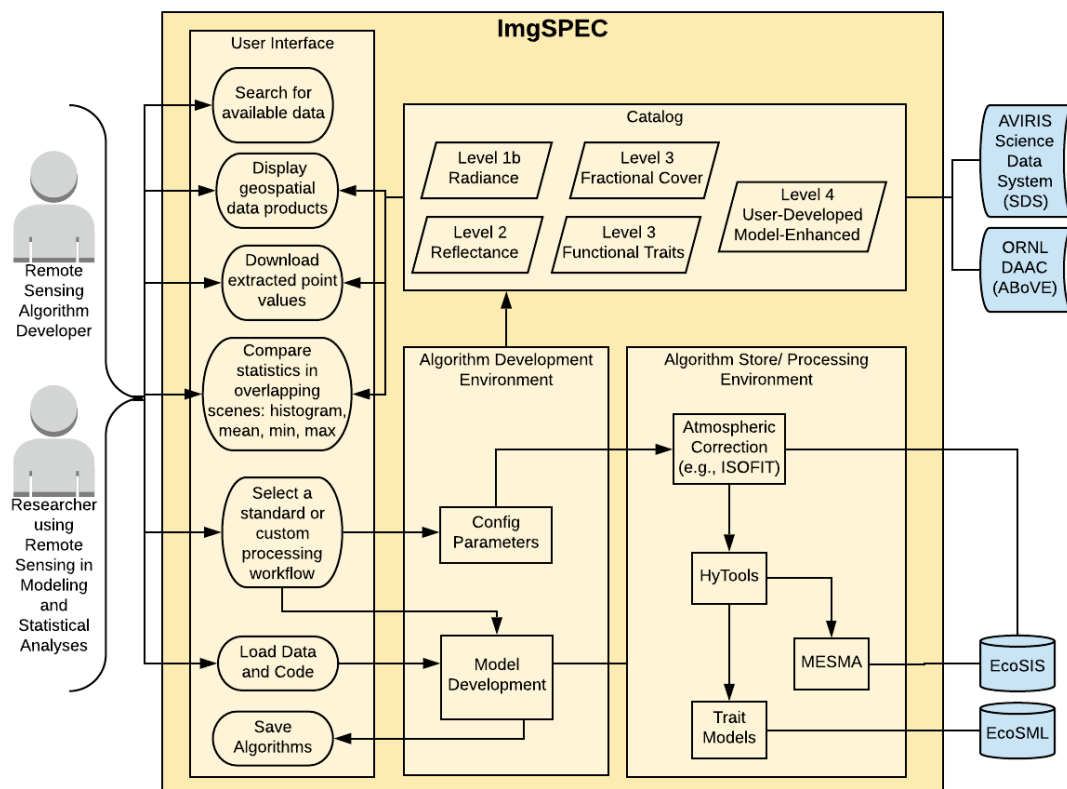 ImgSPEC
User Interface
Search for
available data
Display
geospatial
data products
Download
extracted point
values
Compare
statistics in
overlapping
scenes: histogram,
mean, min, max
Select a
standard or
custom
processing
workflow
Load Data
and Code
Save
Algorithms
Remote
Sensing
Algorithm
Developer
Researcher
using
Remote
Sensing in
Modeling
and
Statistical
Analyses
Catalog
Level 1b
Radiance
Level 3
Fractional Cover
Level 2
Reflectance
Level 3
Functional Traits
Level 4
User-Developed
Model-Enhanced
Algorithm Development
Environment
Config
Parameters
Model
Development
Algorithm Store/ Processing
Environment
Atmospheric
Correction
(e.g., ISOFIT)
HyTools
MESMA
Trait
Models
AVIRIS
Science
Data
System
(SDS)
ORNL
DAAC
(ABoVE)
EcoSIS
EcoSML